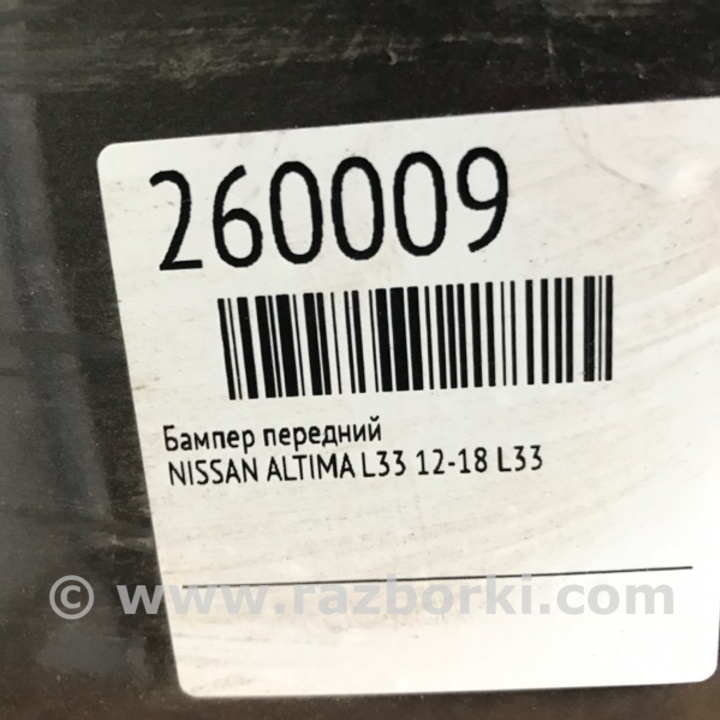 260009
Бампер передний
NISSAN ALTIMA L33 12-18 L33
© www.razborki.com